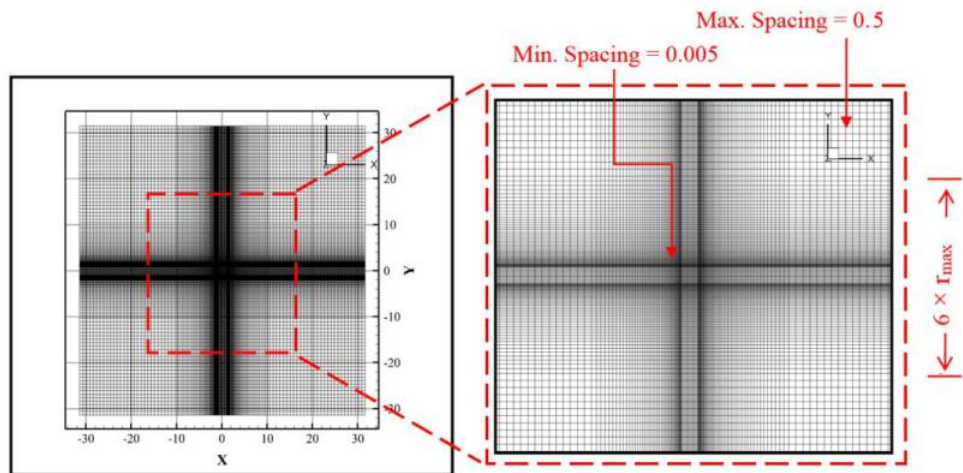 Max. Spacing = 0.5
Min. Spacing = 0.005
Y
X
30
20
10
0
-10
-20
-30
Y
-30 -20 -10 0 10 20 30
X
Y
X
6 × rmax